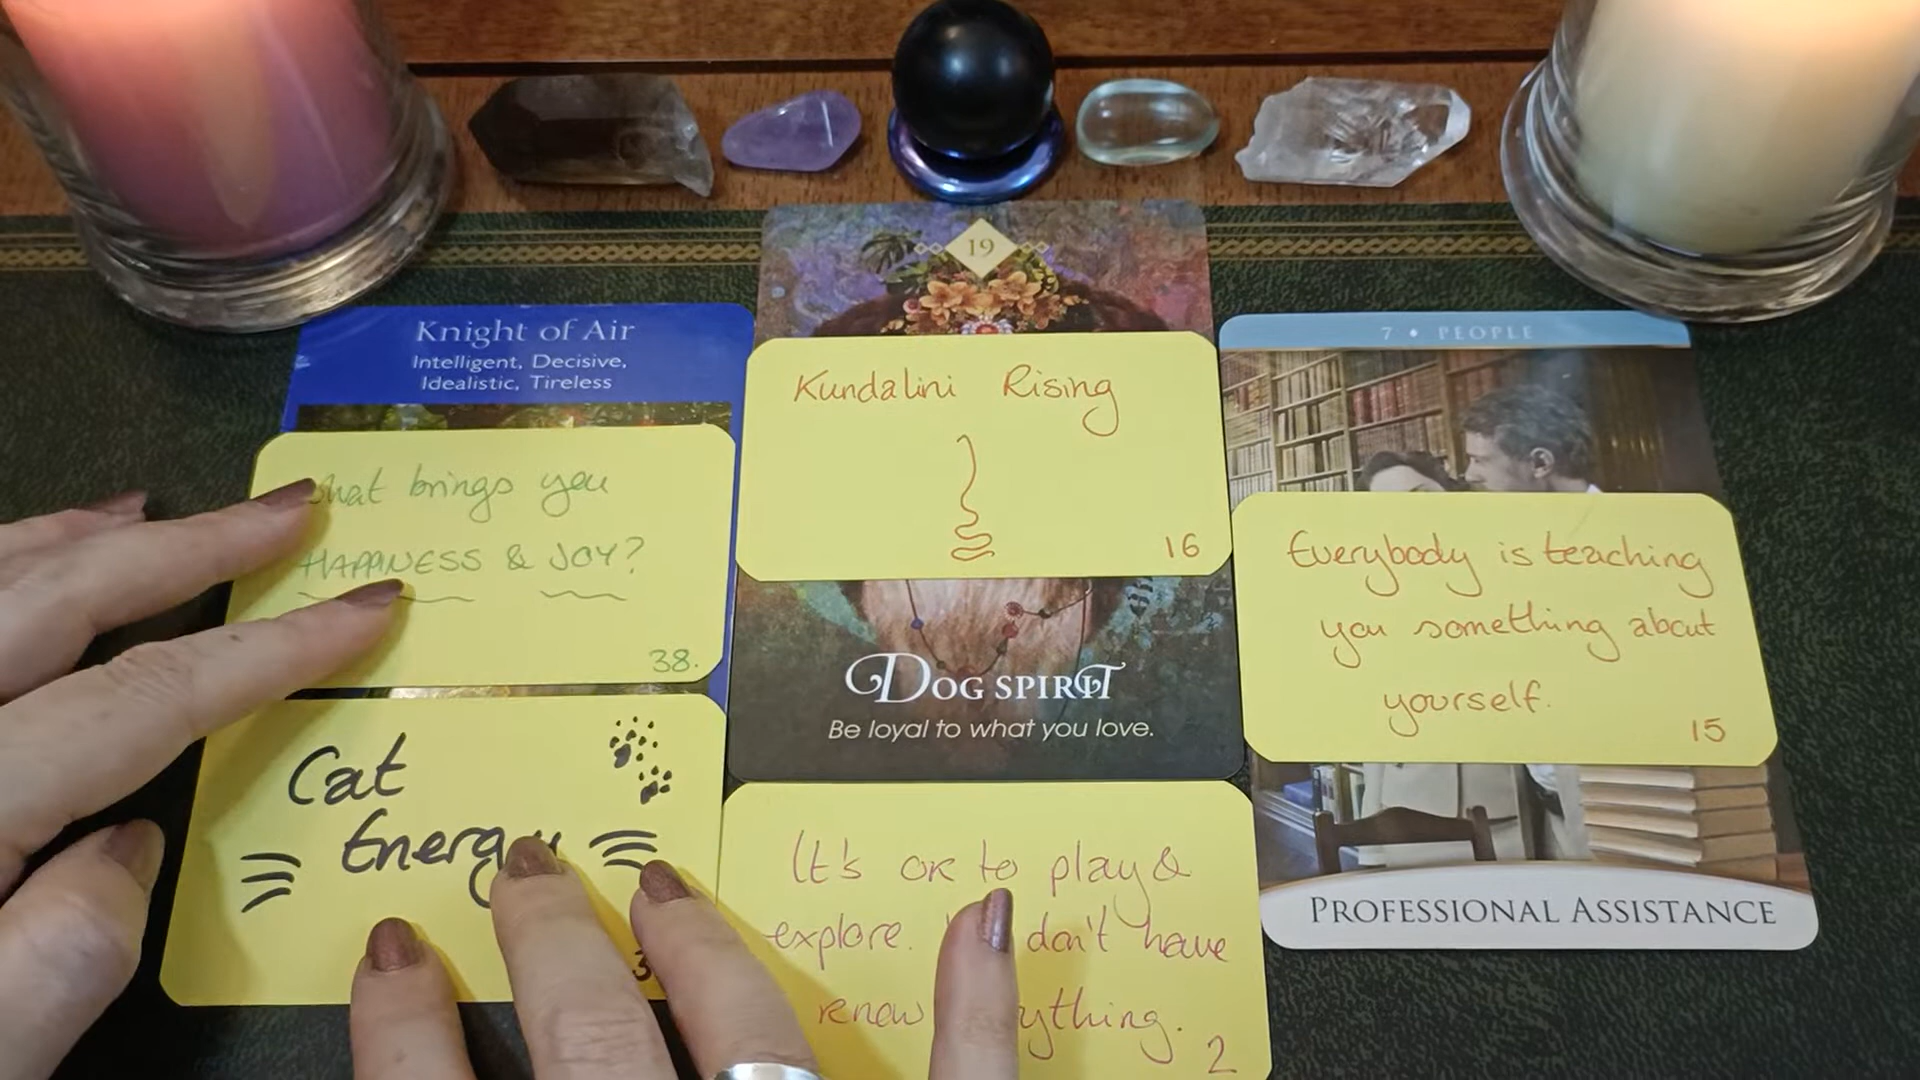 Knight of Air
Intelligent, Decisive,
Idealistic, Tireless
What brings you
HAPPINESS & JOY?
38.
Cat
Energy
3
19
Kundalini Rising
16
DOG SPIRIT
Be loyal to what you love.
It's OK to play &
explore. don't have
know
2
7 • PEOPLE
Everybody is teaching
you something about
yourself.
15
PROFESSIONAL ASSISTANCE